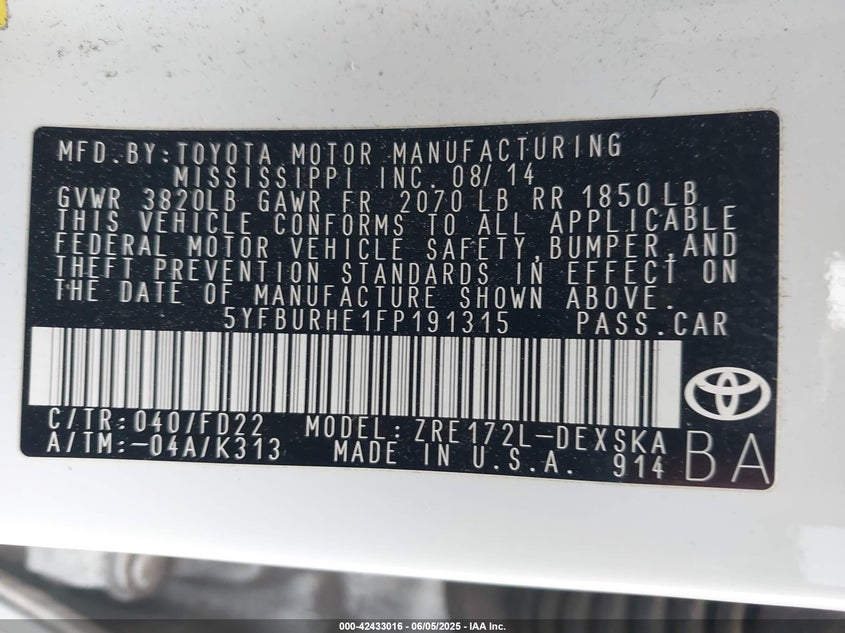 MFD.BY:TOYOTA MOTOR MANUFACTURING
MISSISSIPPI INC. 08/14
GVWR 3820LB GAWR FR 2070LB RR 1850LB
THIS VEHICLE CONFORMS TO ALL APPLICABLE
FEDERAL MOTOR VEHICLE SAFETY,BUMPER,AND
THEFT PREVENTION STANDARDS IN EFFECT ON
THE DATE OF MANUFACTURE SHOWN ABOVE.
5YFBURHE1FP191315 PASS.CAR
C/TR:040/FD22 MODEL:ZRE172L-DEXSKA
A/TM:-04A/K313 MADE IN U.S.A. 914 BA
000-42433016 - 06/05/2025 - IAA Inc.